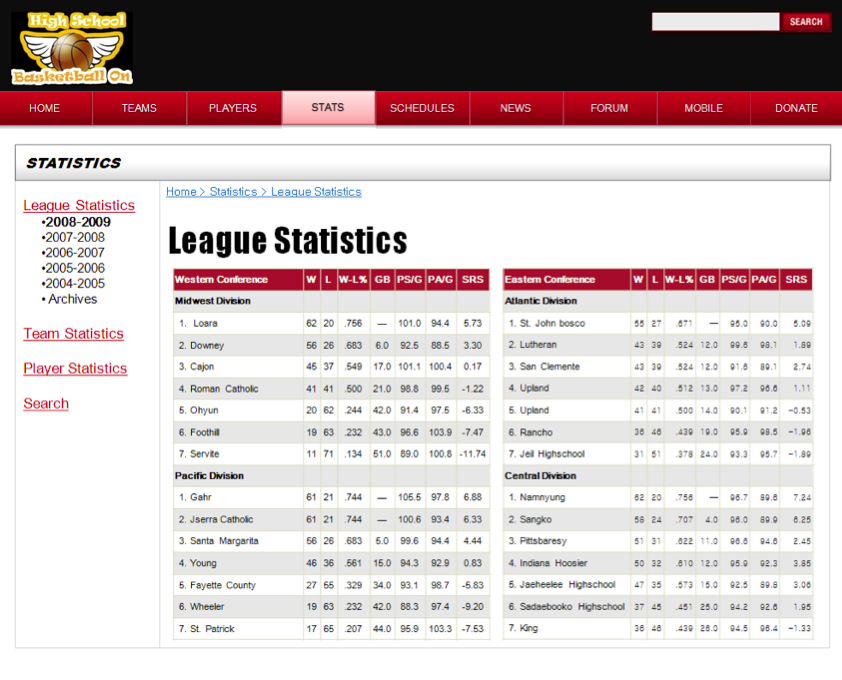 High School
Basketball On
SEARCH
HOME TEAMS PLAYERS STATS SCHEDULES NEWS FORUM MOBILE DONATE
STATISTICS
Home > Statistics > League Statistics
League Statistics
•2008-2009
•2007-2008
•2006-2007
•2005-2006
•2004-2005
• Archives
Team Statistics
Player Statistics
Search
League Statistics
Western Conference W L W-L% GB PS/G PA/G SRS
Midwest Division
1. Loara 62 20 .756 — 101.0 94.4 5.73
2. Downey 56 26 .683 6.0 92.5 88.5 3.30
3. Cajon 45 37 .549 17.0 101.1 100.4 0.17
4. Roman Catholic 41 41 .500 21.0 98.8 99.5 -1.22
5. Ohyun 20 62 .244 42.0 91.4 97.5 -6.33
6. Foothill 19 63 .232 43.0 96.6 103.9 -7.47
7. Servite 11 71 .134 51.0 89.0 100.8 -11.74
Pacific Division
1. Gahr 61 21 .744 — 105.5 97.8 6.88
2. Jserra Catholic 61 21 .744 — 100.6 93.4 6.33
3. Santa Margarita 56 26 .683 5.0 99.6 94.4 4.44
4. Young 46 36 .561 15.0 94.3 92.9 0.83
5. Fayette County 27 55 .329 34.0 93.1 98.7 -5.83
6. Wheeler 19 63 .232 42.0 88.3 97.4 -9.20
7. St. Patrick 17 65 .207 44.0 95.9 103.3 -7.53
Eastern Conference W L W-L% GB PS/G PA/G SRS
Atlantic Division
1. St. John bosco 55 27 .671 — 95.0 90.0 5.09
2. Lutheran 43 39 .524 12.0 99.6 98.1 1.89
3. San Clemente 43 39 .524 12.0 91.6 89.1 2.74
4. Upland 42 40 .512 13.0 97.2 96.6 1.11
5. Upland 41 41 .500 14.0 90.1 91.2 -0.53
6. Rancho 36 46 .439 19.0 95.9 98.5 -1.96
7. Jeil Highschool 31 51 .378 24.0 93.3 95.7 -1.89
Central Division
1. Namnyung 62 20 .756 — 96.7 89.6 7.24
2. Sangko 58 24 .707 4.0 96.0 89.9 6.25
3. Pittsbaresy 51 31 .622 11.0 96.6 94.6 2.45
4. Indiana Hoosier 50 32 .610 12.0 95.9 92.3 3.85
5. Jaeheelee Highschool 47 35 .573 15.0 92.5 89.8 3.06
6. Sadaebooko Highschool 37 45 .451 25.0 94.2 92.6 1.95
7. King 36 46 .439 26.0 94.5 96.4 -1.33